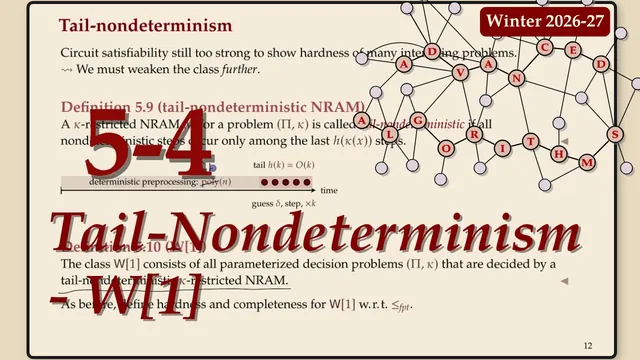 Tail-nondeterminism
Winter 2026-27
Circuit satisfiability still too strong to show hardness of many interesting problems.
⇝ We must weaken the class further.
Definition 5.9 (tail-nondeterministic NRAM)
A κ-restricted NRAM for a problem (Π, κ) is called tail-nondeterministic if all
nondeterministic steps occur only among the last h(κ(x)) steps.
5-4
tail h(k) = O(k)
deterministic preprocessing: poly(n)
time
guess δ, step, ×k
Tail-Nondeterminism
- W[1]
Definition 5.10 (W[1])
The class W[1] consists of all parameterized decision problems (Π, κ) that are decided by a
tail-nondeterministic κ-restricted NRAM.
As before, define hardness and completeness for W[1] w.r.t. ≤fpt.
A D V A N C E D
A L G O R I T H M S
12